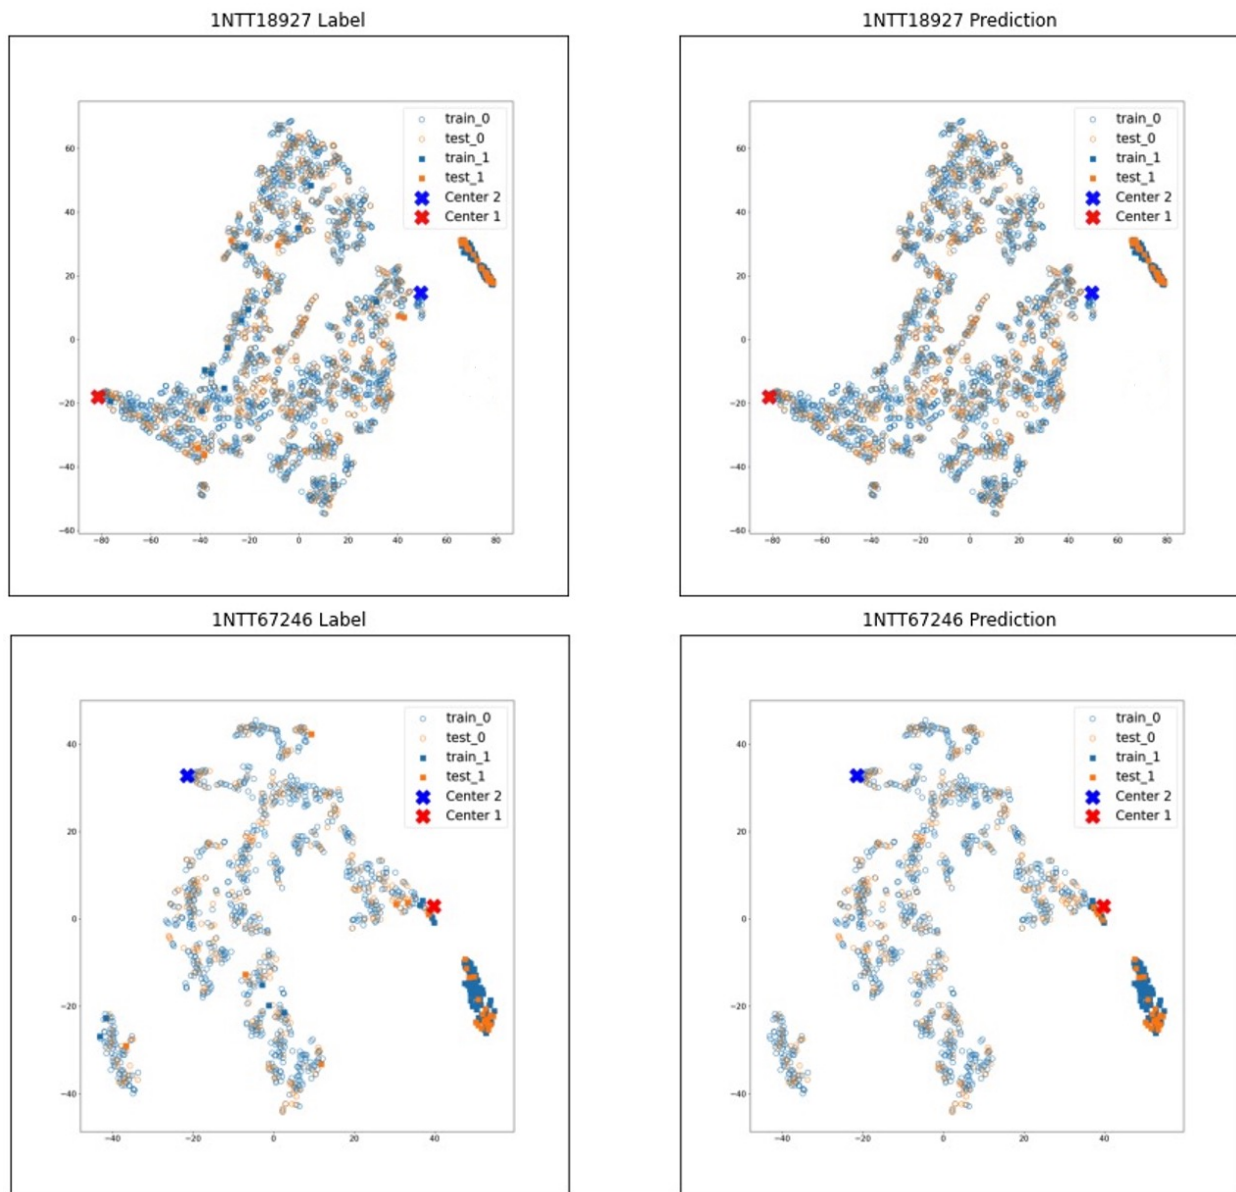 1NTT18927 Label
1NTT18927 Prediction
train_0
test_0
train_1
test_1
Center 2
Center 1
60
40
20
0
−20
−40
−60
−80 −60 −40 −20 0 20 40 60 80
train_0
test_0
train_1
test_1
Center 2
Center 1
60
40
20
0
−20
−40
−60
−80 −60 −40 −20 0 20 40 60 80
1NTT67246 Label
1NTT67246 Prediction
train_0
test_0
train_1
test_1
Center 2
Center 1
40
20
0
−20
−40
−40 −20 0 20 40
train_0
test_0
train_1
test_1
Center 2
Center 1
40
20
0
−20
−40
−40 −20 0 20 40